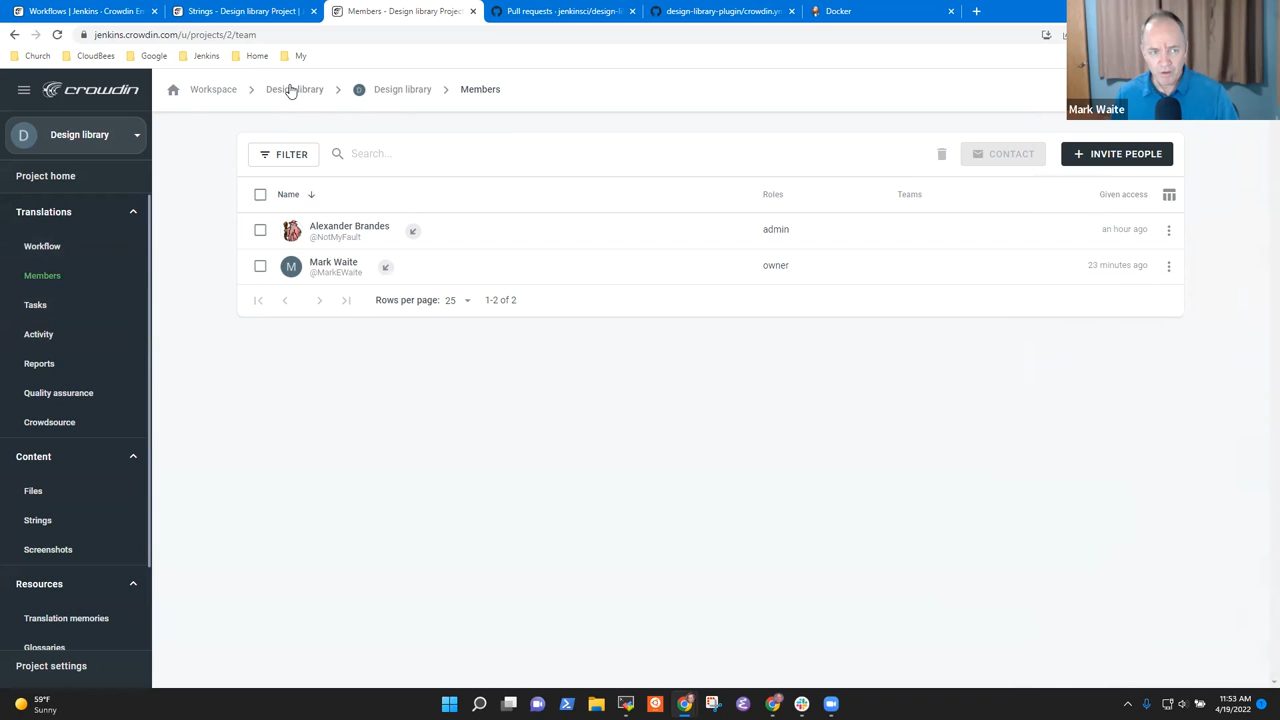 Workflows | Jenkins · Crowdin En
Strings - Design library Project |
Members - Design library Projec
Pull requests · jenkinsci/design-li
design-library-plugin/crowdin.ym
Docker
jenkins.crowdin.com/u/projects/2/team
Church
CloudBees
Google
Jenkins
Home
My
Mark Waite
crowdin
Workspace
Design library
D
Design library
Members
D
Design library
Project home
Translations
Workflow
Members
Tasks
Activity
Reports
Quality assurance
Crowdsource
Content
Files
Strings
Screenshots
Resources
Translation memories
Glossaries
Project settings
FILTER
Search...
CONTACT
+ INVITE PEOPLE
Name
Roles
Teams
Given access
Alexander Brandes
@NotMyFault
admin
an hour ago
M
Mark Waite
@MarkEWaite
owner
23 minutes ago
Rows per page: 25
1-2 of 2
59°F
Sunny
11:53 AM
4/19/2022